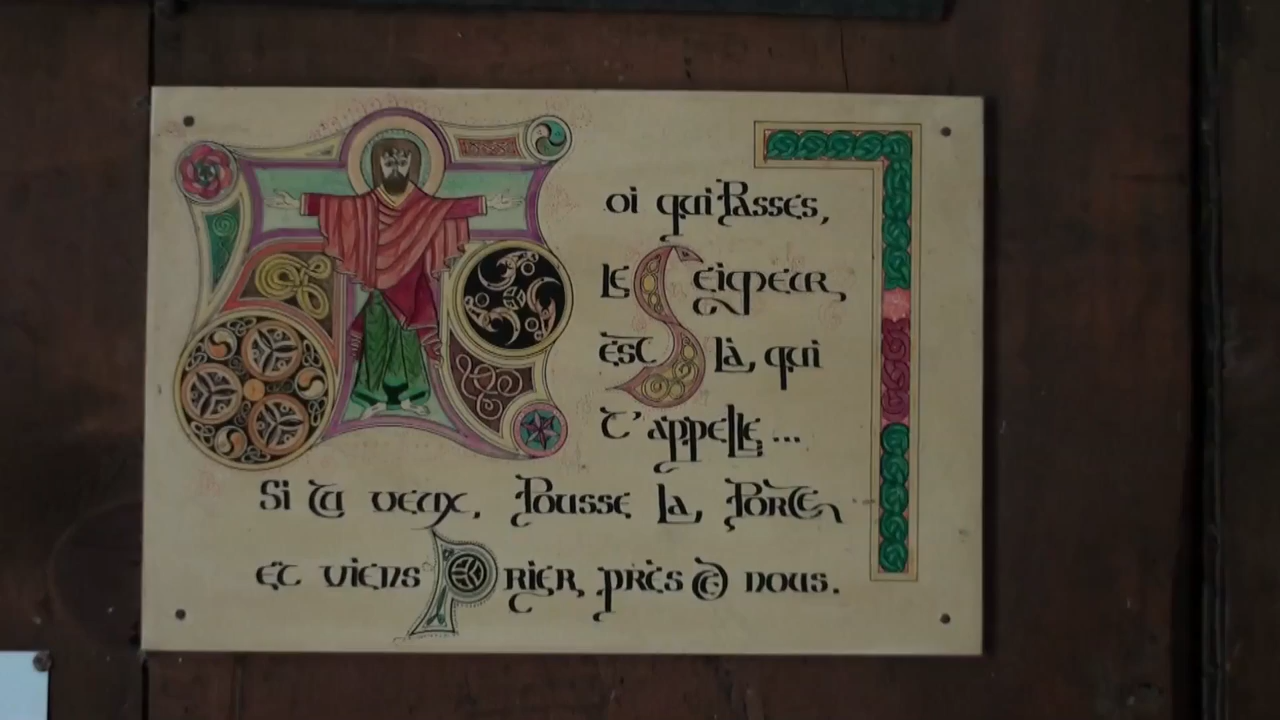 Toi qui Passes,
le Seigneur
est là, qui
t'appelle...
Si tu veux, Pousse la Porte
et viens Prier près de nous.